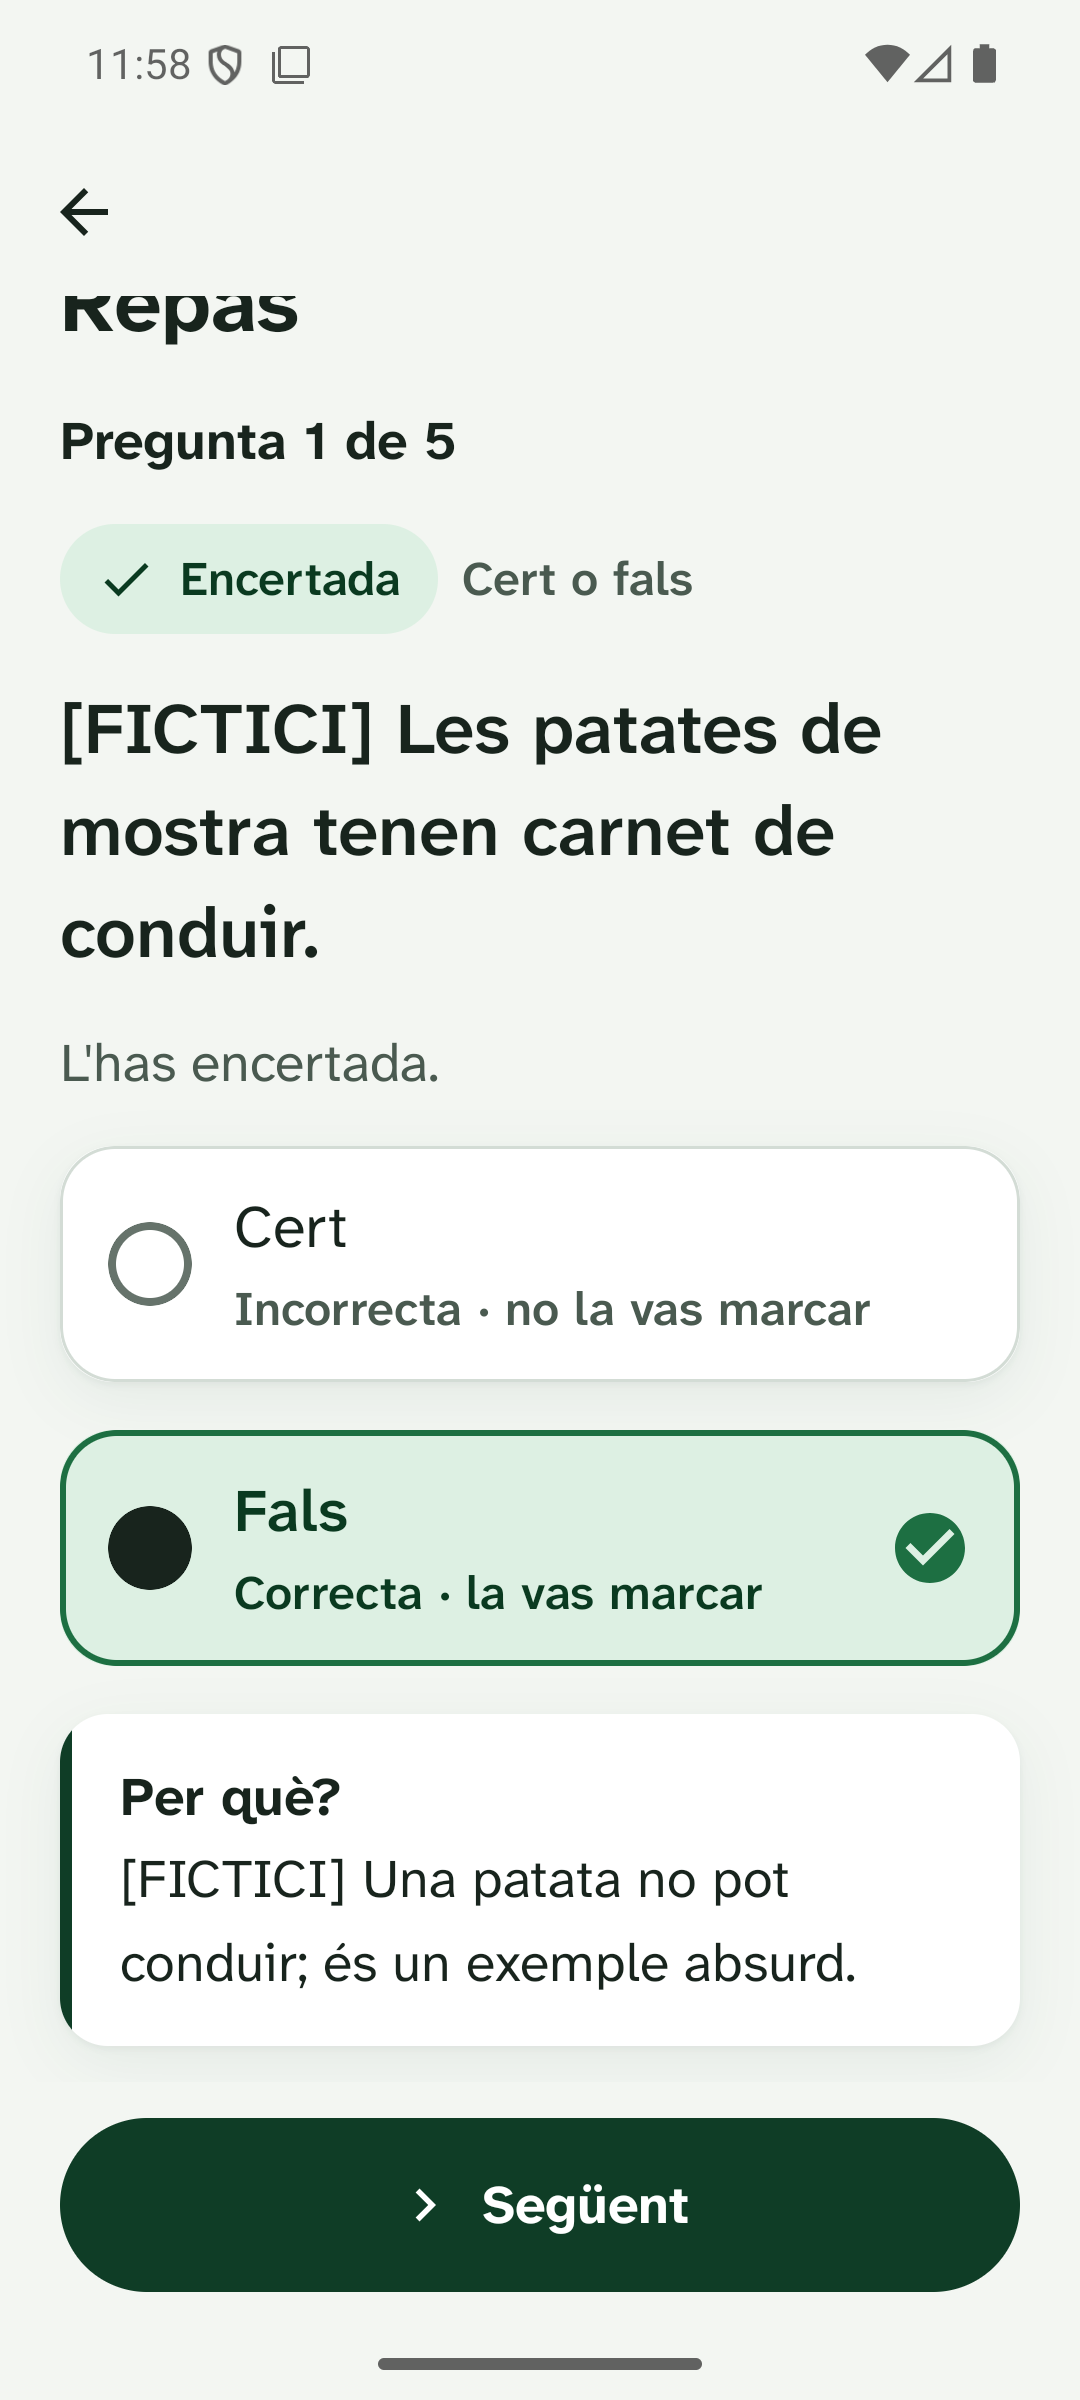 11:58
Repàs
Pregunta 1 de 5
Encertada
Cert o fals
[FICTICI] Les patates de
mostra tenen carnet de
conduir.
L'has encertada.
Cert
Incorrecta · no la vas marcar
Fals
Correcta · la vas marcar
Per què?
[FICTICI] Una patata no pot
conduir; és un exemple absurd.
Següent